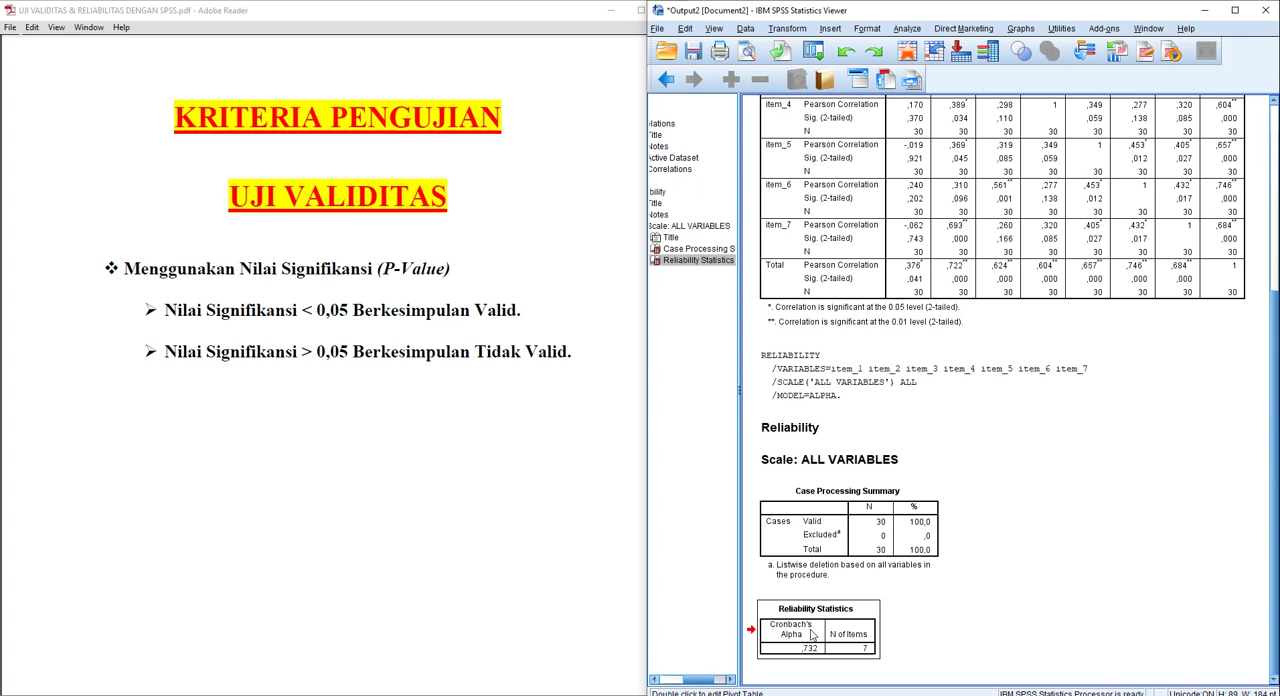 UJI VALIDITAS & RELIABILITAS DENGAN SPSS.pdf - Adobe Reader
File Edit View Window Help
KRITERIA PENGUJIAN
UJI VALIDITAS
❖ Menggunakan Nilai Signifikansi (P-Value)
➢ Nilai Signifikansi < 0,05 Berkesimpulan Valid.
➢ Nilai Signifikansi > 0,05 Berkesimpulan Tidak Valid.
*Output2 [Document2] - IBM SPSS Statistics Viewer
File Edit View Data Transform Insert Format Analyze Direct Marketing Graphs Utilities Add-ons Window Help
lations
Title
Notes
Active Dataset
Correlations
bility
Title
Notes
Scale: ALL VARIABLES
Title
Case Processing S
Reliability Statistics
item_4 Pearson Correlation ,170 ,389* ,298 1 ,349 ,277 ,320 ,604**
Sig. (2-tailed) ,370 ,034 ,110 ,059 ,138 ,085 ,000
N 30 30 30 30 30 30 30 30
item_5 Pearson Correlation -,019 ,369* ,319 ,349 1 ,453* ,405* ,657**
Sig. (2-tailed) ,921 ,045 ,085 ,059 ,012 ,027 ,000
N 30 30 30 30 30 30 30 30
item_6 Pearson Correlation ,240 ,310 ,561** ,277 ,453* 1 ,432* ,746**
Sig. (2-tailed) ,202 ,096 ,001 ,138 ,012 ,017 ,000
N 30 30 30 30 30 30 30 30
item_7 Pearson Correlation -,062 ,693** ,260 ,320 ,405* ,432* 1 ,684**
Sig. (2-tailed) ,743 ,000 ,166 ,085 ,027 ,017 ,000
N 30 30 30 30 30 30 30 30
Total Pearson Correlation ,376* ,722** ,624** ,604** ,657** ,746** ,684** 1
Sig. (2-tailed) ,041 ,000 ,000 ,000 ,000 ,000 ,000
N 30 30 30 30 30 30 30 30
*. Correlation is significant at the 0.05 level (2-tailed).
**. Correlation is significant at the 0.01 level (2-tailed).
RELIABILITY
/VARIABLES=item_1 item_2 item_3 item_4 item_5 item_6 item_7
/SCALE('ALL VARIABLES') ALL
/MODEL=ALPHA.
Reliability
Scale: ALL VARIABLES
Case Processing Summary
N %
Cases Valid 30 100,0
Excludedª 0 ,0
Total 30 100,0
a. Listwise deletion based on all variables in
the procedure.
Reliability Statistics
Cronbach's
Alpha N of Items
,732 7
Double click to edit Pivot Table
IBM SPSS Statistics Processor is ready
Unicode:ON H: 89, W: 184 pt